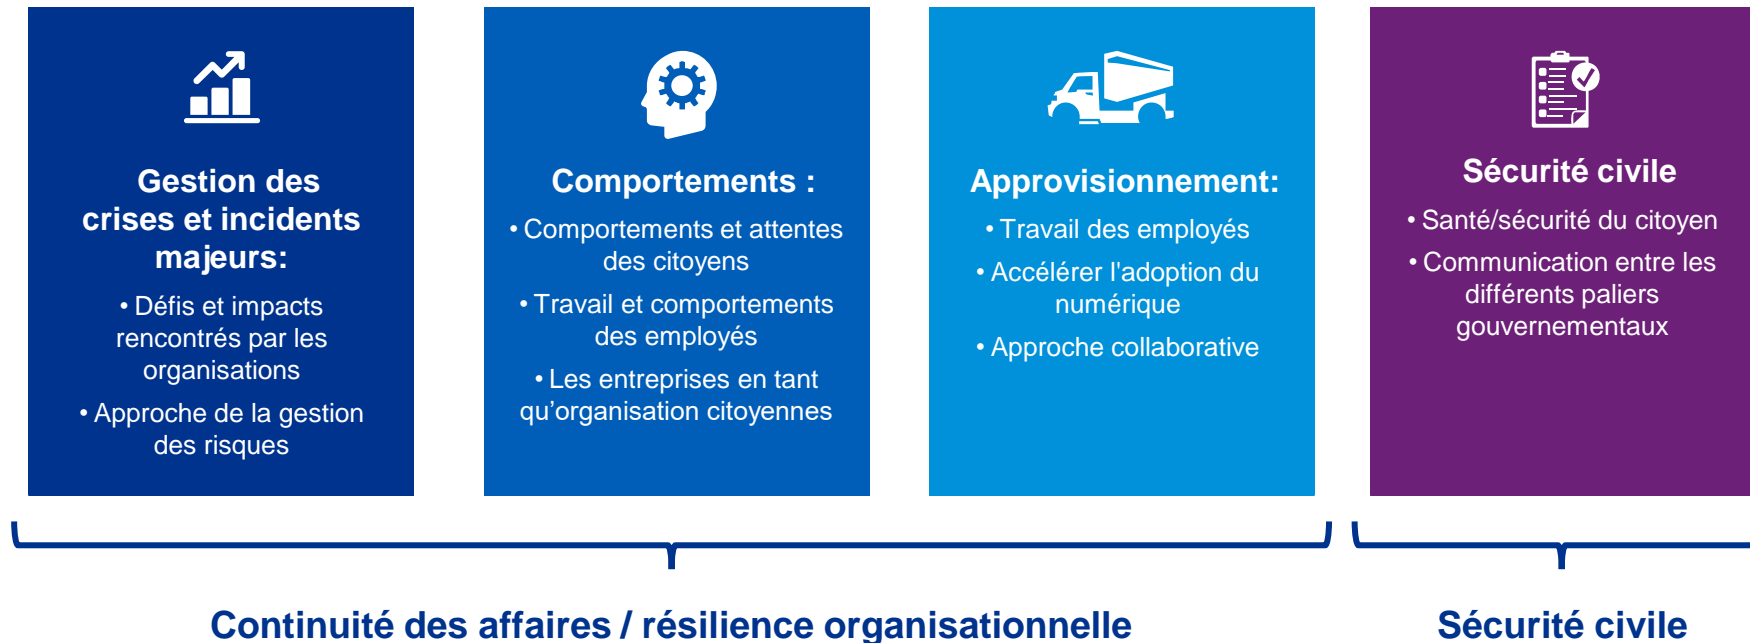 Gestion des
crises et incidents
majeurs:
• Défis et impacts
rencontrés par les
organisations
• Approche de la gestion
des risques
Comportements :
• Comportements et attentes
des citoyens
• Travail et comportements
des employés
• Les entreprises en tant
qu’organisation citoyennes
Approvisionnement:
• Travail des employés
• Accélérer l'adoption du
numérique
• Approche collaborative
Sécurité civile
• Santé/sécurité du citoyen
• Communication entre les
différents paliers
gouvernementaux
Continuité des affaires / résilience organisationnelle
Sécurité civile